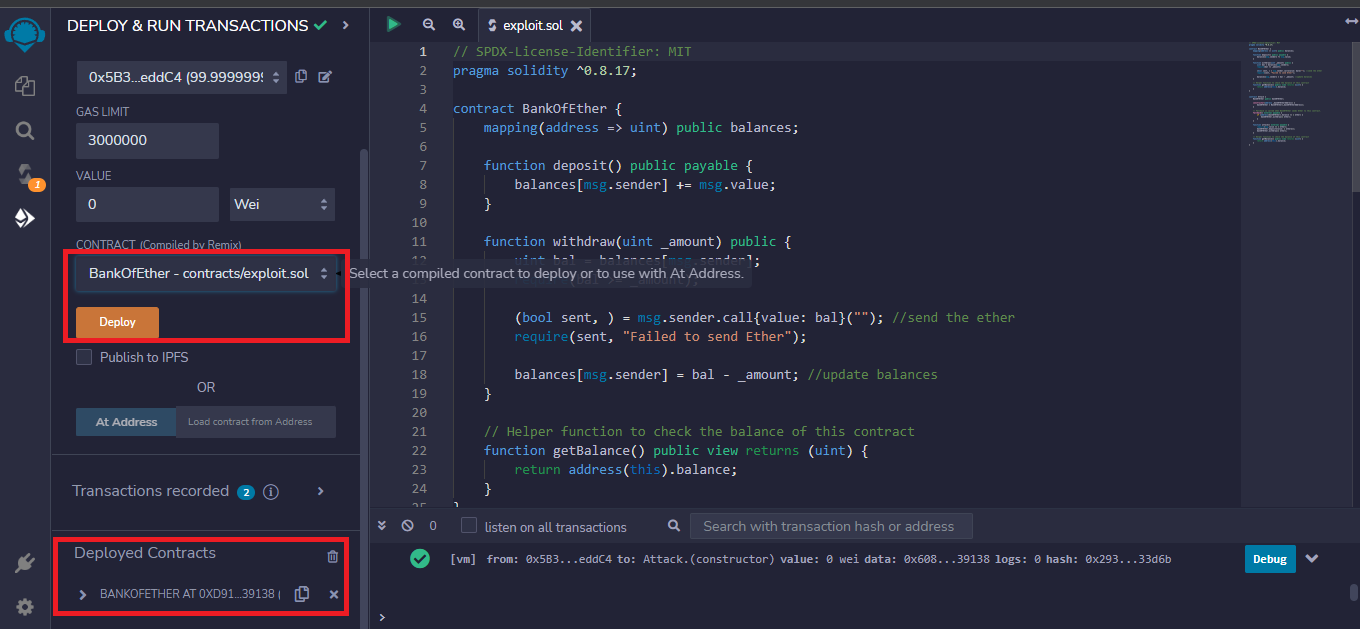 DEPLOY & RUN TRANSACTIONS
0x5B3...eddC4 (99.9999999
GAS LIMIT
3000000
VALUE
0
Wei
CONTRACT (Compiled by Remix)
BankOfEther - contracts/exploit.sol
Select a compiled contract to deploy or to use with At Address.
Deploy
Publish to IPFS
OR
At Address
Load contract from Address
Transactions recorded 2 i
Deployed Contracts
BANKOFETHER AT 0XD91...39138 (
1
exploit.sol
1 // SPDX-License-Identifier: MIT
2 pragma solidity ^0.8.17;
3
4 contract BankOfEther {
5 mapping(address => uint) public balances;
6
7 function deposit() public payable {
8 balances[msg.sender] += msg.value;
9 }
10
11 function withdraw(uint _amount) public {
12 uint bal = balances[msg.sender];
(bal >= _amount);
14
15 (bool sent, ) = msg.sender.call{value: bal}(""); //send the ether
16 require(sent, "Failed to send Ether");
17
18 balances[msg.sender] = bal - _amount; //update balances
19 }
20
21 // Helper function to check the balance of this contract
22 function getBalance() public view returns (uint) {
23 return address(this).balance;
24 }
25 }
0
listen on all transactions
Search with transaction hash or address
[vm] from: 0x5B3...eddC4 to: Attack.(constructor) value: 0 wei data: 0x608...39138 logs: 0 hash: 0x293...33d6b
Debug
>